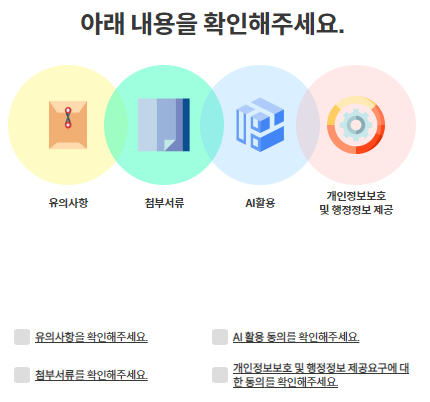 아래 내용을 확인해주세요.
유의사항
첨부서류
AI활용
개인정보보호
및 행정정보 제공
유의사항을 확인해주세요.
AI 활용 동의를 확인해주세요.
첨부서류를 확인해주세요.
개인정보보호 및 행정정보 제공요구에 대
한 동의를 확인해주세요.